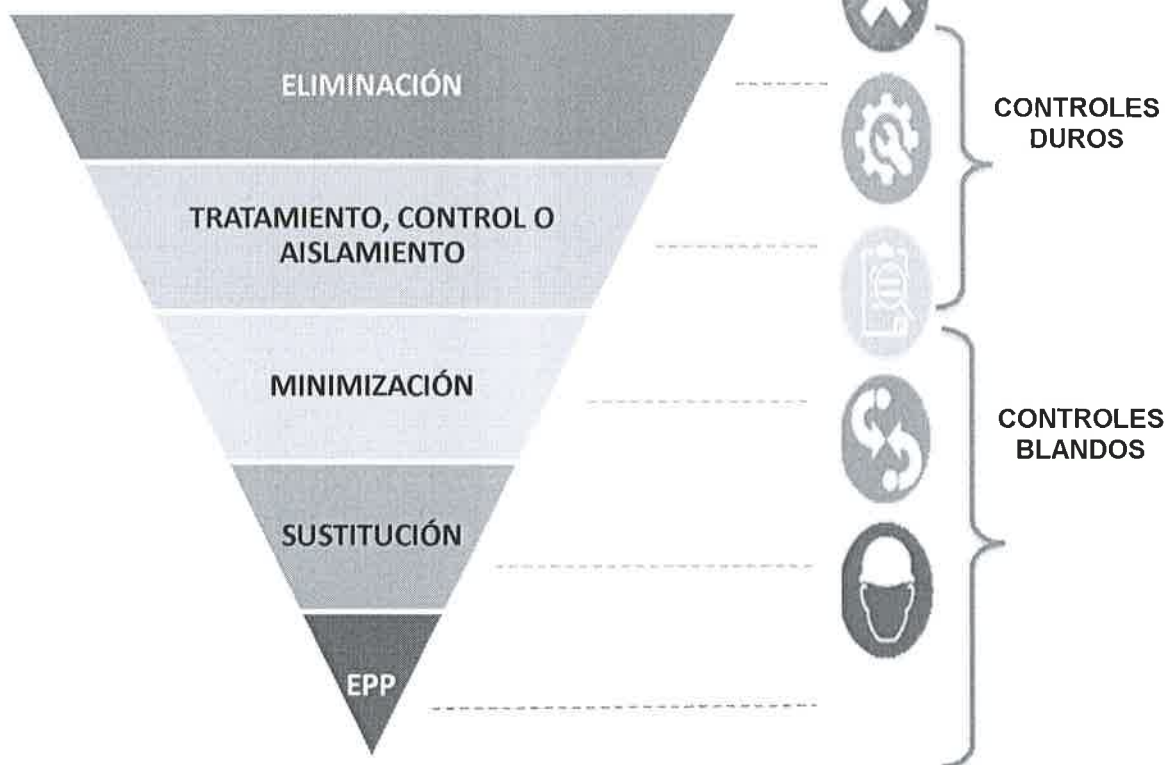 ELIMINACIÓN
TRATAMIENTO, CONTROL O
AISLAMIENTO
MINIMIZACIÓN
SUSTITUCIÓN
EPP
CONTROLES
DUROS
CONTROLES
BLANDOS